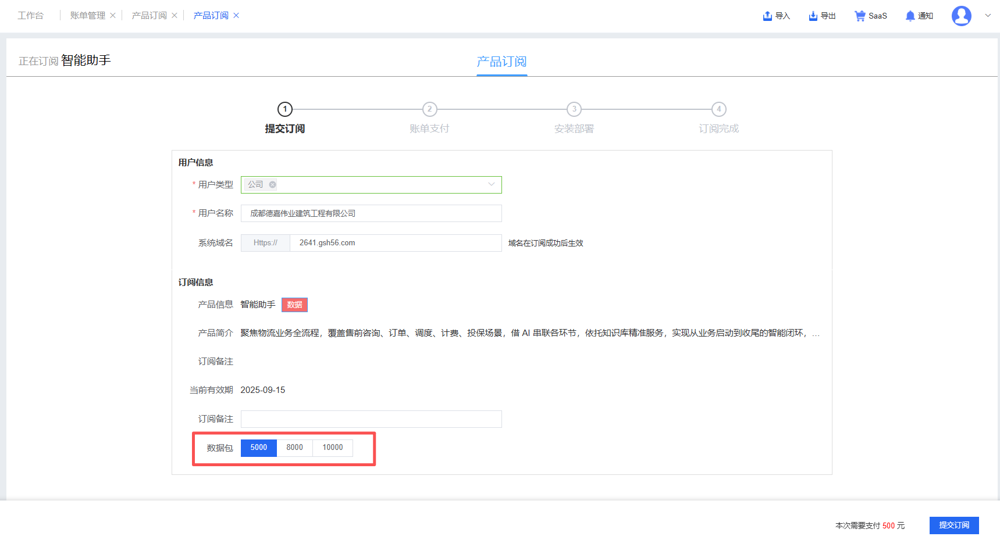 工作台 账单管理 产品订阅 产品订阅 导入 导出 SaaS 通知
正在订阅 智能助手 产品订阅
1 2 3 4
提交订阅 账单支付 安装部署 订阅完成
用户信息
* 用户类型 公司
* 用户名称 成都德嘉伟业建筑工程有限公司
系统域名 Https:// 2641.gsh56.com 域名在订阅成功后生效
订阅信息
产品信息 智能助手 数据
产品简介 聚焦物流业务全流程，覆盖售前咨询、订单、调度、计费、投保场景，借 AI 串联各环节，依托知识库精准服务，实现从业务启动到收尾的智能闭环，...
订阅备注
当前有效期 2025-09-15
订阅备注
数据包 5000 8000 10000
本次需要支付 500 元 提交订阅